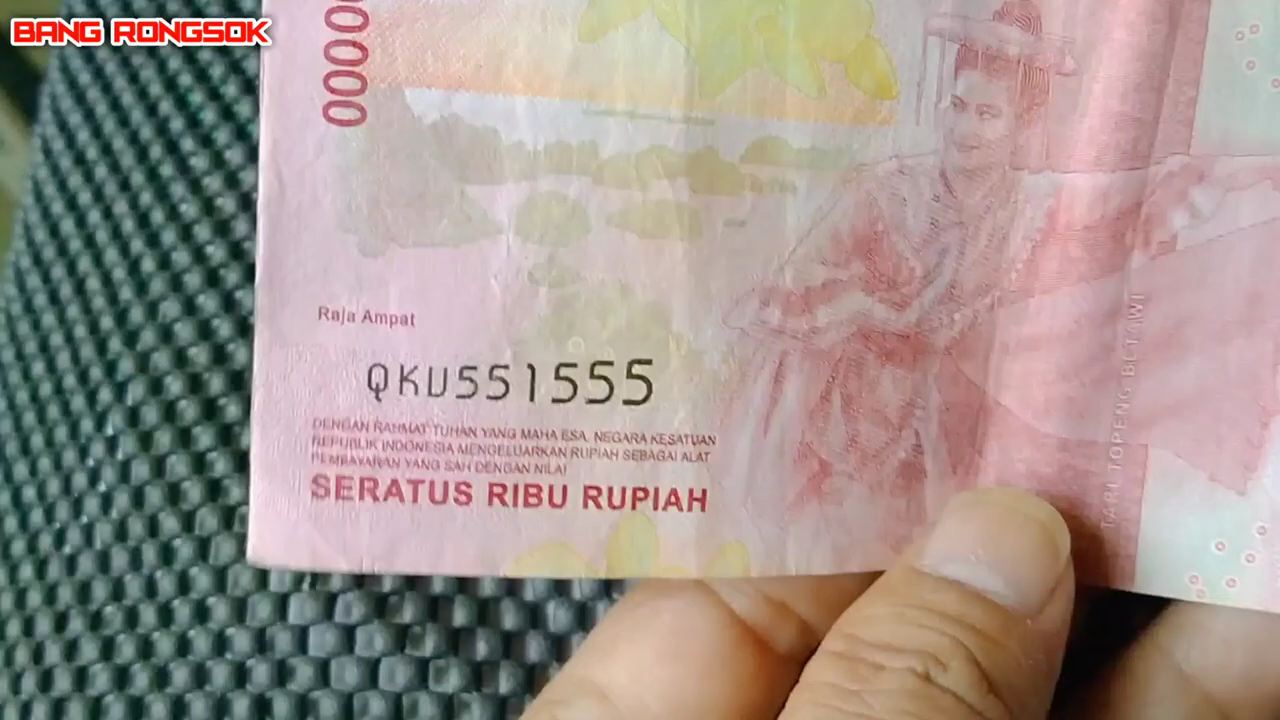 BANG RONGSOK
0000
Raja Ampat
QKU551555
DENGAN RAHMAT TUHAN YANG MAHA ESA, NEGARA KESATUAN
REPUBLIK INDONESIA MENGELUARKAN RUPIAH SEBAGAI ALAT
PEMBAYARAN YANG SAH DENGAN NILAI
SERATUS RIBU RUPIAH
TARI TOPENG BETAWI